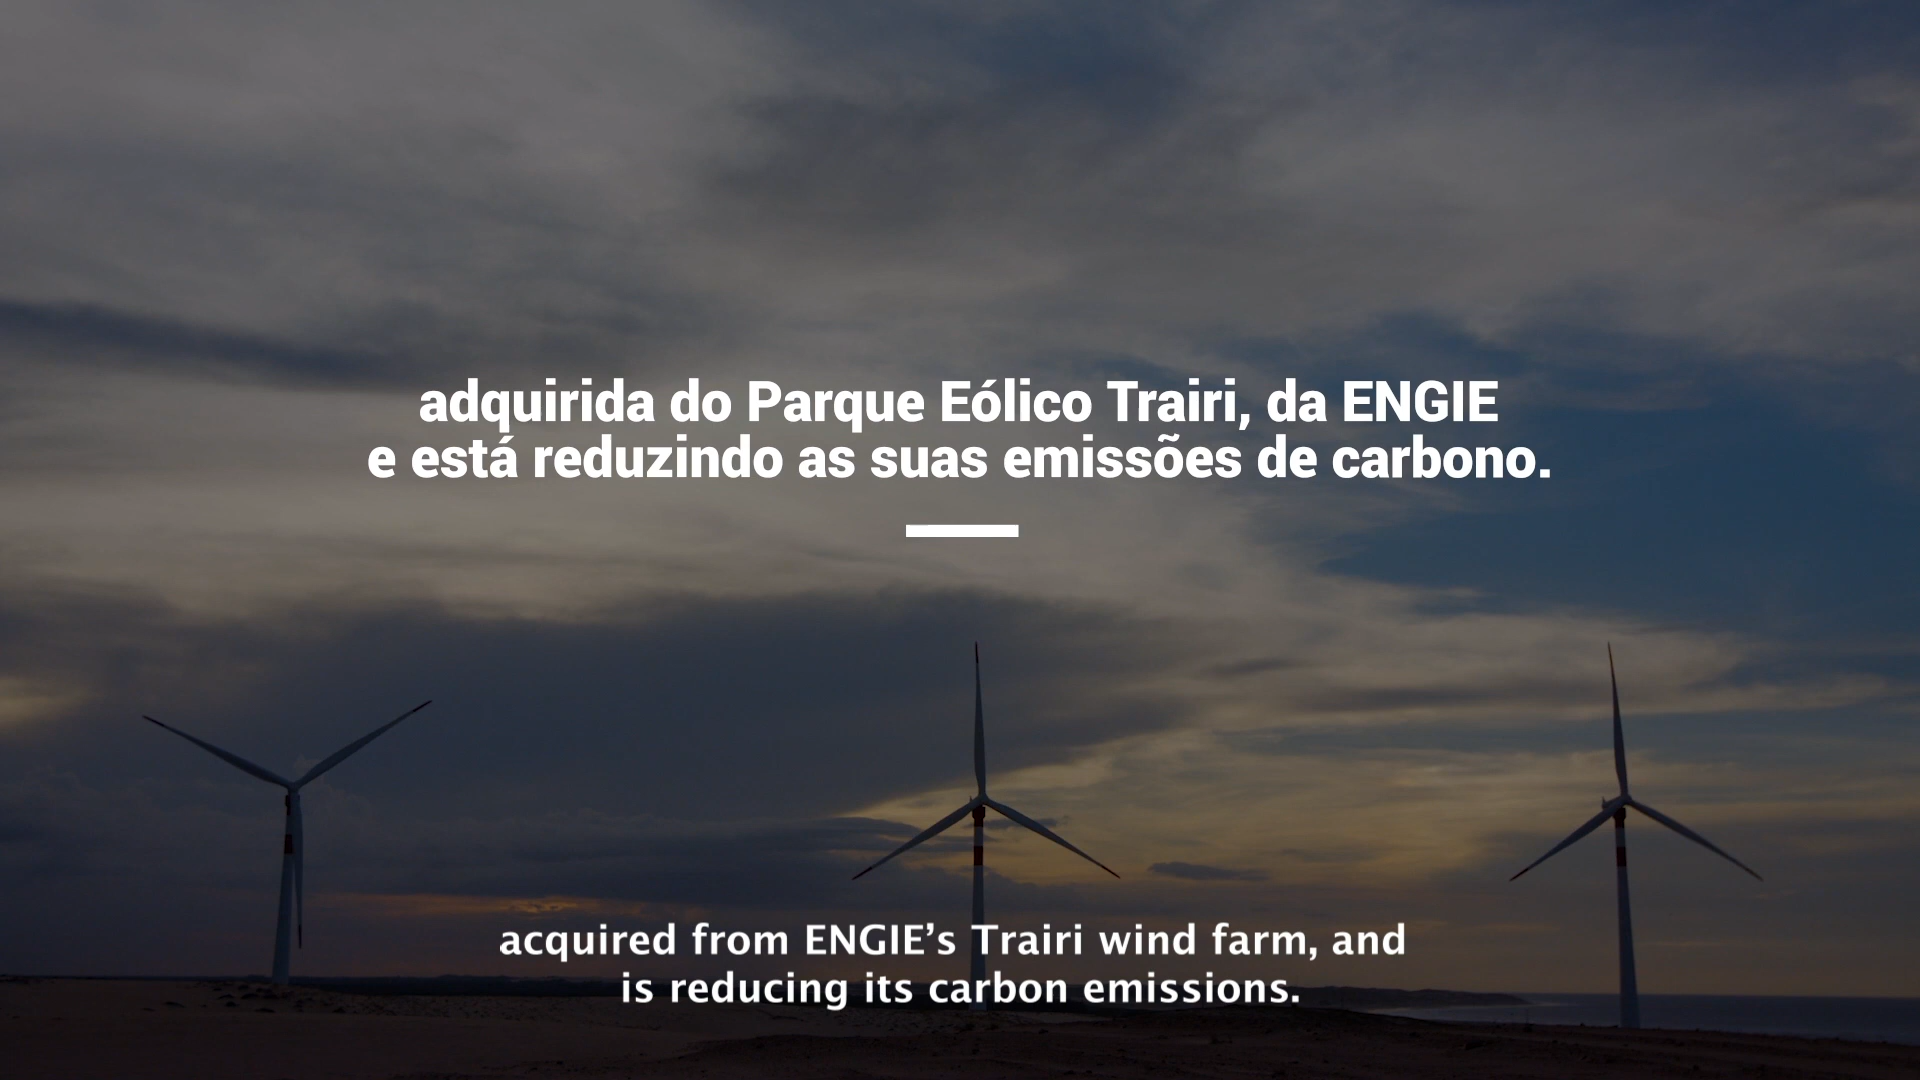 adquirida do Parque Eólico Trairi, da ENGIE
e está reduzindo as suas emissões de carbono.
acquired from ENGIE’s Trairi wind farm, and
is reducing its carbon emissions.